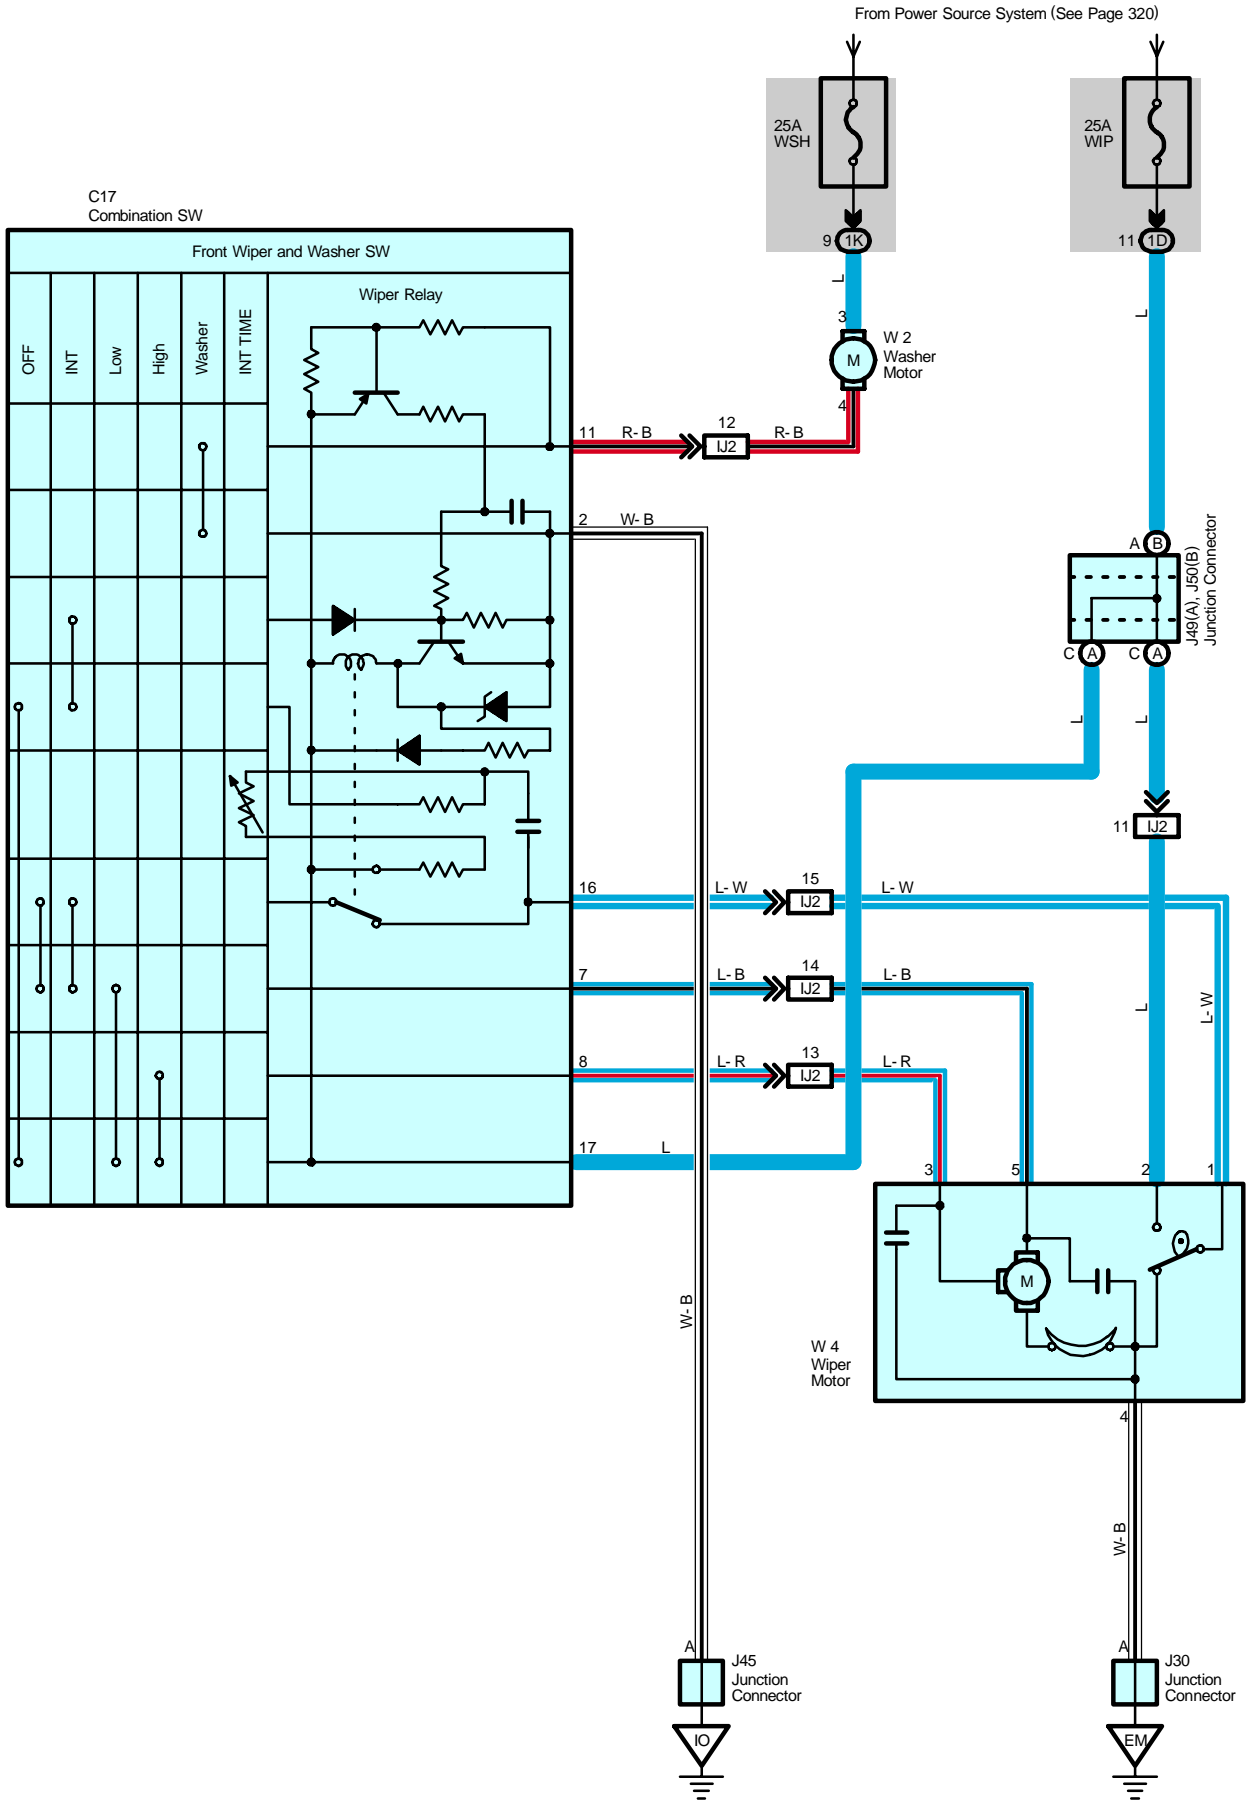 From Power Source System (See Page 320)
25A
WSH
25A
WIP
9 1K
11 1D
C17
Combination SW
Front Wiper and Washer SW
OFF
INT
Low
High
Washer
INT TIME
Wiper Relay
L
L
3
M
W 2
Washer
Motor
4
11 R-B
12
IJ2
R-B
2 W-B
A B
J49(A), J50(B)
Junction Connector
C A
C A
L
L
11 IJ2
16 L-W
15
IJ2
L-W
7 L-B
14
IJ2
L-B
8 L-R
13
IJ2
L-R
17 L
L
L-W
3
5
2
1
M
W 4
Wiper
Motor
4
W-B
W-B
A
J45
Junction
Connector
IO
A
J30
Junction
Connector
EM